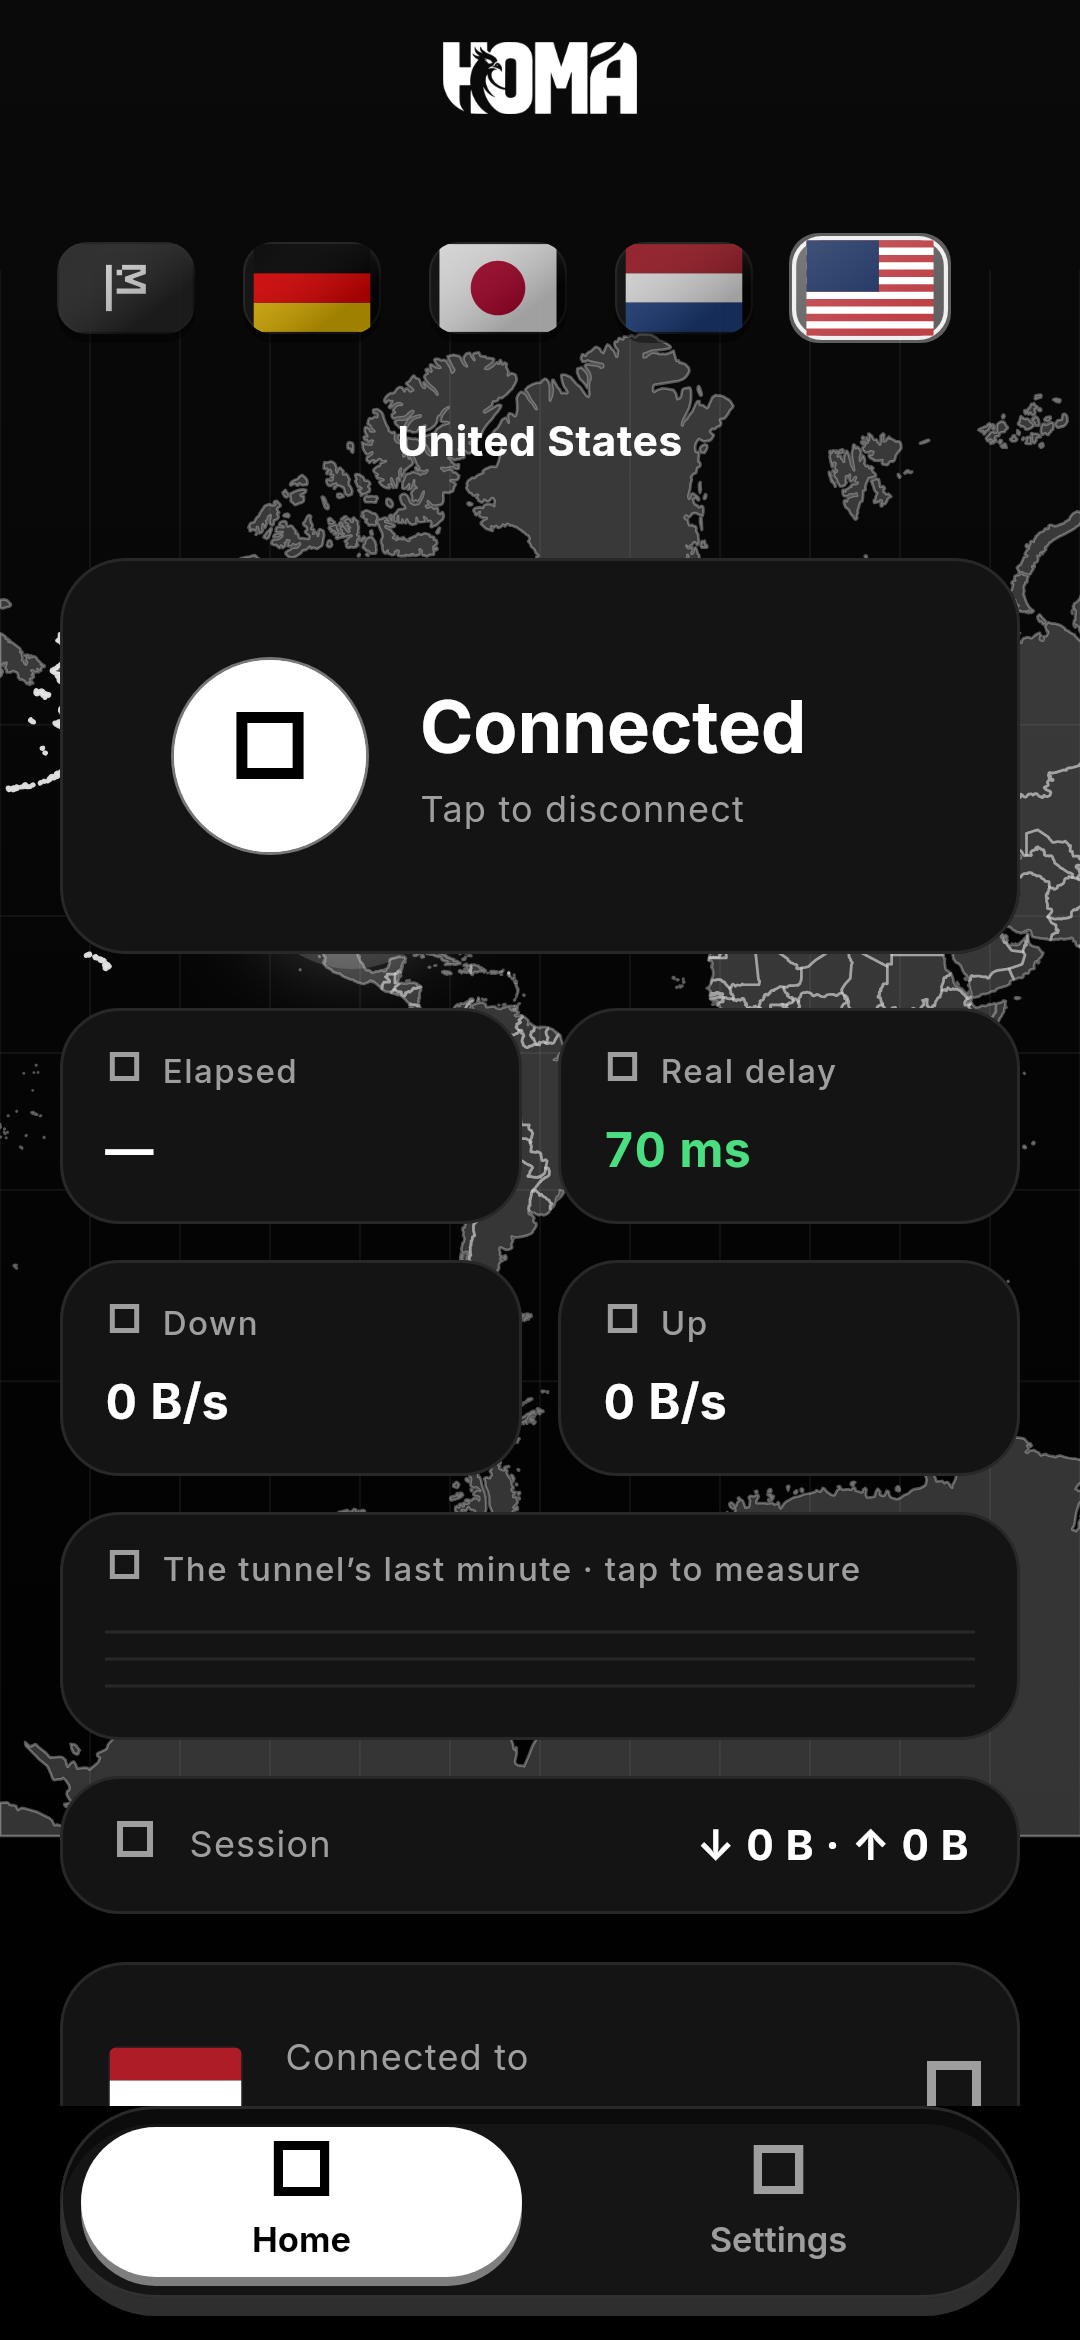 HOMA
United States
Connected
Tap to disconnect
Elapsed
—
Real delay
70 ms
Down
0 B/s
Up
0 B/s
The tunnel’s last minute · tap to measure
Session
↓ 0 B · ↑ 0 B
Connected to
Home
Settings